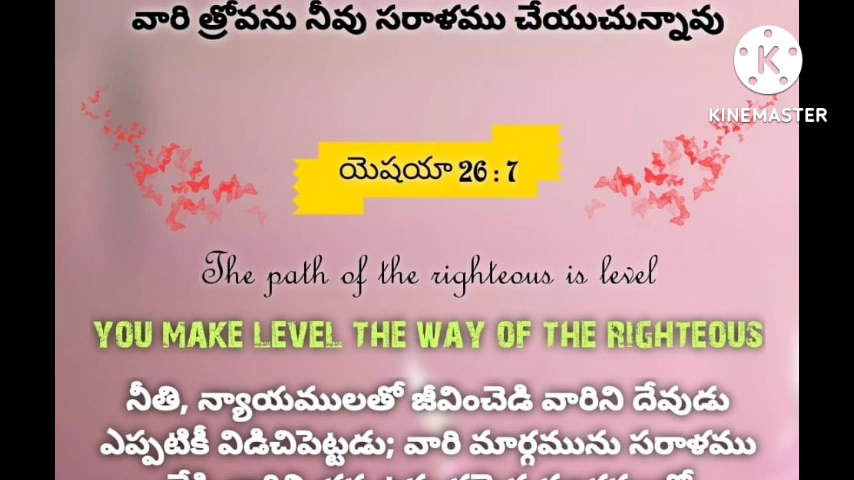 వారి త్రోవను నీవు సరాళము చేయుచున్నావు
KINEMASTER
యెషయా 26 : 7
The path of the righteous is level
YOU MAKE LEVEL THE WAY OF THE RIGHTEOUS
నీతి, న్యాయములతో జీవించెడి వారిని దేవుడు
ఎప్పటికీ విడిచిపెట్టడు; వారి మార్గమును సరాళము